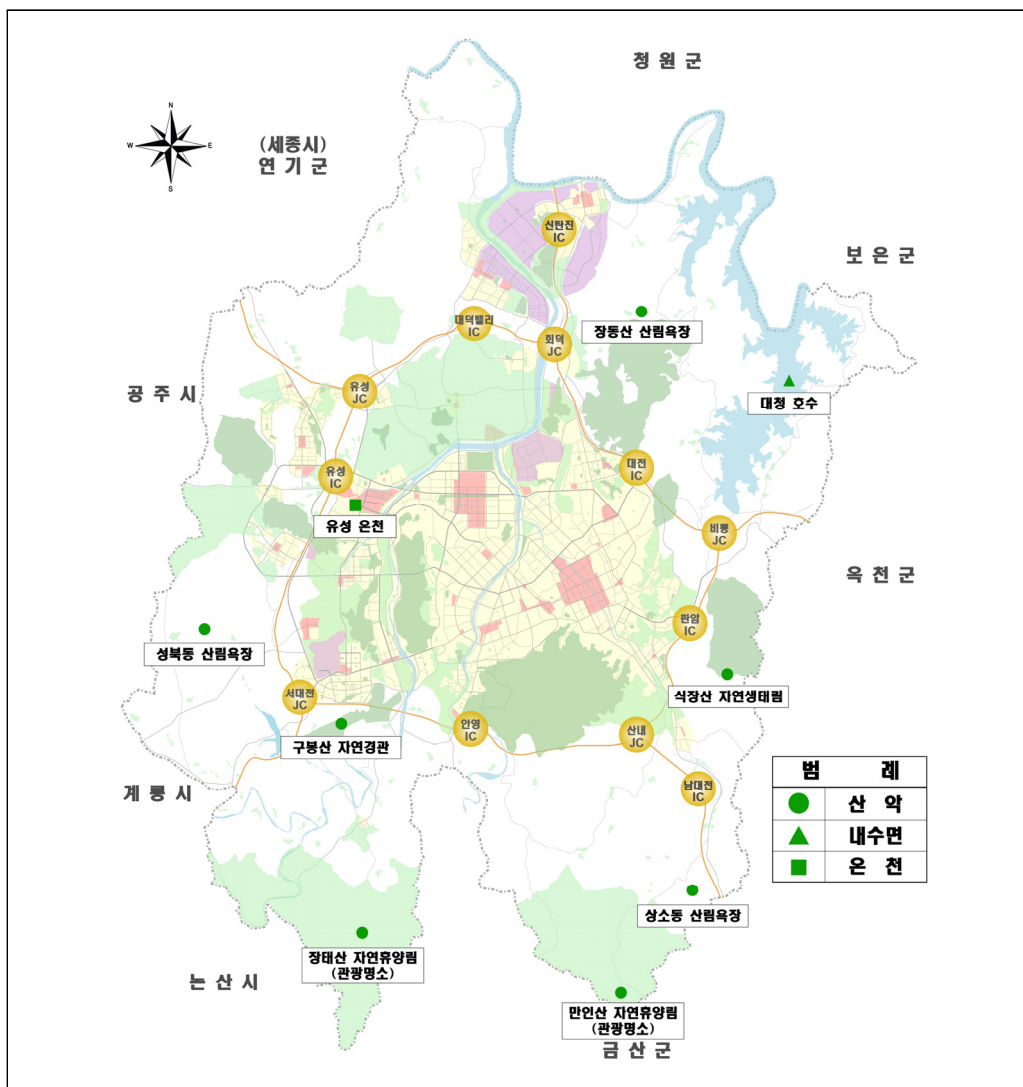 청원군
N
W E
S
(세종시)
연기군
신탄진
IC
보은군
대덕밸리
IC
회덕
JC
장동산 산림욕장
공주시
유성
JC
대청 호수
유성
IC
대전
IC
유성 온천
비룡
JC
옥천군
판암
IC
성북동 산림욕장
식장산 자연생태림
서대전
JC
안영
IC
산내
JC
구봉산 자연경관
계룡시
남대전
IC
범 례
산 악
내수면
온 천
상소동 산림욕장
장태산 자연휴양림
(관광명소)
논산시
만인산 자연휴양림
(관광명소)
금산군